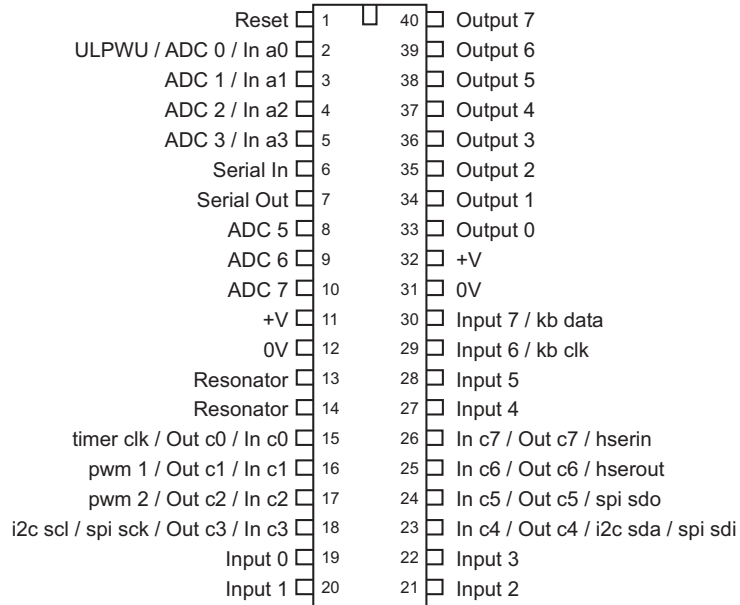 Reset 1 40 Output 7
ULPWU / ADC 0 / In a0 2 39 Output 6
ADC 1 / In a1 3 38 Output 5
ADC 2 / In a2 4 37 Output 4
ADC 3 / In a3 5 36 Output 3
Serial In 6 35 Output 2
Serial Out 7 34 Output 1
ADC 5 8 33 Output 0
ADC 6 9 32 +V
ADC 7 10 31 0V
+V 11 30 Input 7 / kb data
0V 12 29 Input 6 / kb clk
Resonator 13 28 Input 5
Resonator 14 27 Input 4
timer clk / Out c0 / In c0 15 26 In c7 / Out c7 / hserin
pwm 1 / Out c1 / In c1 16 25 In c6 / Out c6 / hserout
pwm 2 / Out c2 / In c2 17 24 In c5 / Out c5 / spi sdo
i2c scl / spi sck / Out c3 / In c3 18 23 In c4 / Out c4 / i2c sda / spi sdi
Input 0 19 22 Input 3
Input 1 20 21 Input 2